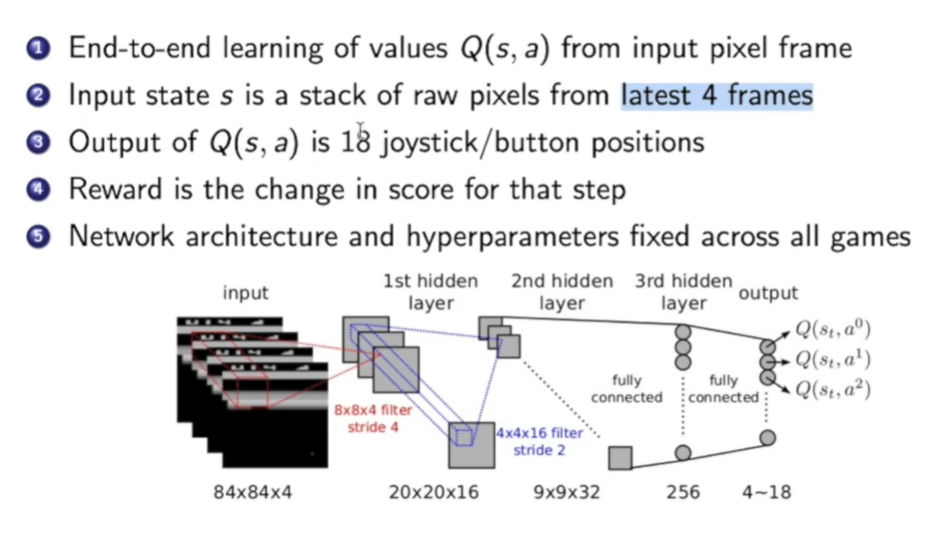 1 End-to-end learning of values Q(s, a) from input pixel frame
2 Input state s is a stack of raw pixels from latest 4 frames
3 Output of Q(s, a) is 18 joystick/button positions
4 Reward is the change in score for that step
5 Network architecture and hyperparameters fixed across all games
input
1st hidden
layer
2nd hidden
layer
3rd hidden
layer
output
8x8x4 filter
stride 4
4x4x16 filter
stride 2
fully
connected
fully
connected
Q(s_t, a^0)
Q(s_t, a^1)
Q(s_t, a^2)
84x84x4
20x20x16
9x9x32
256
4~18